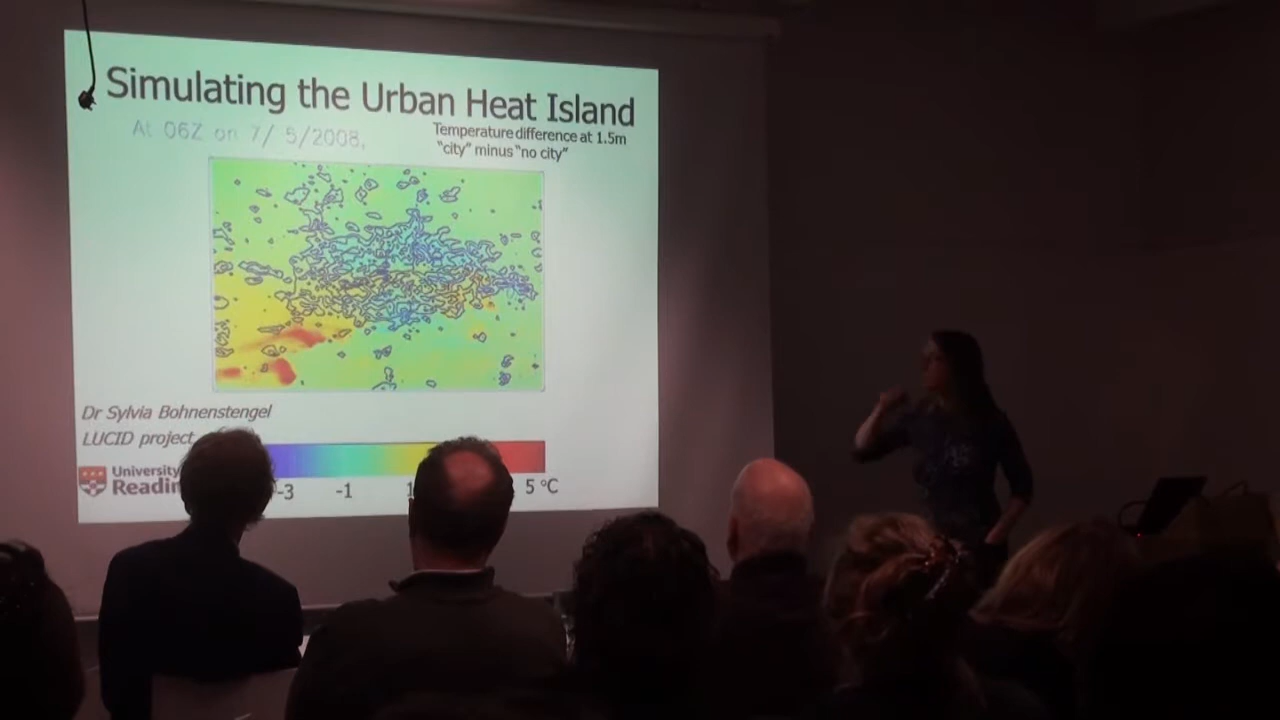 Simulating the Urban Heat Island
At 06Z on 7/ 5/2008,
Temperature difference at 1.5m
"city" minus "no city"
Dr Sylvia Bohnenstengel
LUCID project
University
-3 -1 5 °C